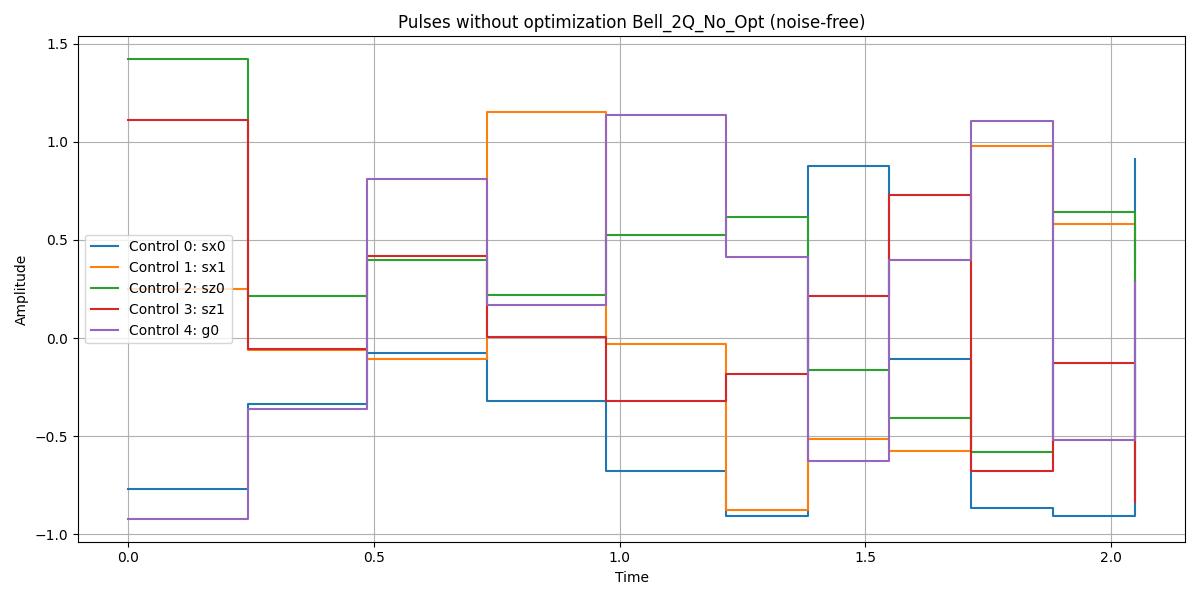 Pulses without optimization Bell_2Q_No_Opt (noise-free)
1.5
1.0
0.5
0.0
−0.5
−1.0
Amplitude
Control 0: sx0
Control 1: sx1
Control 2: sz0
Control 3: sz1
Control 4: g0
0.0
0.5
1.0
1.5
2.0
Time